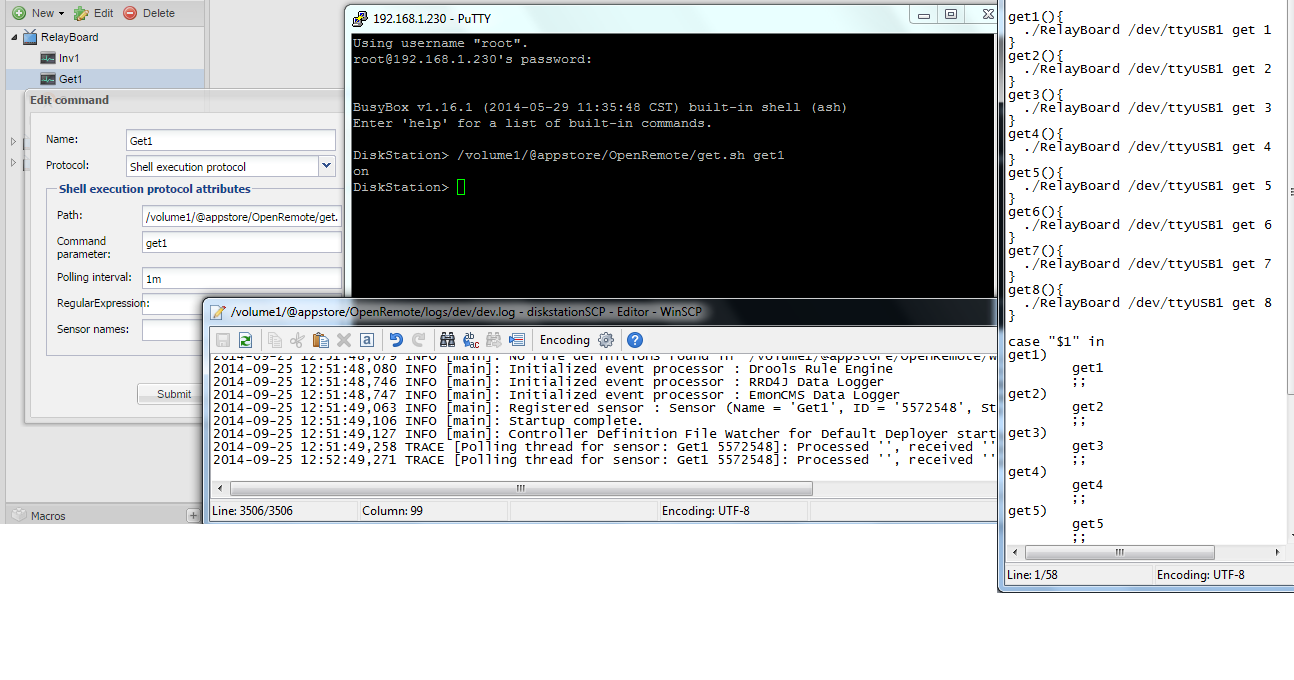 New Edit Delete
RelayBoard
Inv1
Get1
Edit command
Name: Get1
Protocol: Shell execution protocol
Shell execution protocol attributes
Path: /volume1/@appstore/OpenRemote/get.
Command
parameter: get1
Polling interval: 1m
RegularExpression:
Sensor names:
Submit
Macros
192.168.1.230 - PuTTY
Using username "root".
root@192.168.1.230's password:
BusyBox v1.16.1 (2014-05-29 11:35:48 CST) built-in shell (ash)
Enter 'help' for a list of built-in commands.
DiskStation> /volume1/@appstore/OpenRemote/get.sh get1
on
DiskStation>
/volume1/@appstore/OpenRemote/logs/dev/dev.log - diskstationSCP - Editor - WinSCP
Encoding
2014-09-25 12:51:48,079 INFO [main]: No rule definitions found in '/volume1/@appstore/OpenRemote/w
2014-09-25 12:51:48,080 INFO [main]: Initialized event processor : Drools Rule Engine
2014-09-25 12:51:48,746 INFO [main]: Initialized event processor : RRD4J Data Logger
2014-09-25 12:51:48,747 INFO [main]: Initialized event processor : EmonCMS Data Logger
2014-09-25 12:51:49,063 INFO [main]: Registered sensor : Sensor (Name = 'Get1', ID = '5572548', St
2014-09-25 12:51:49,106 INFO [main]: Startup complete.
2014-09-25 12:51:49,127 INFO [main]: Controller Definition File Watcher for Default Deployer start
2014-09-25 12:51:49,258 TRACE [Polling thread for sensor: Get1 5572548]: Processed '', received ''
2014-09-25 12:52:49,271 TRACE [Polling thread for sensor: Get1 5572548]: Processed '', received ''
Line: 3506/3506 Column: 99 Encoding: UTF-8
get1(){
./RelayBoard /dev/ttyUSB1 get 1
}
get2(){
./RelayBoard /dev/ttyUSB1 get 2
}
get3(){
./RelayBoard /dev/ttyUSB1 get 3
}
get4(){
./RelayBoard /dev/ttyUSB1 get 4
}
get5(){
./RelayBoard /dev/ttyUSB1 get 5
}
get6(){
./RelayBoard /dev/ttyUSB1 get 6
}
get7(){
./RelayBoard /dev/ttyUSB1 get 7
}
get8(){
./RelayBoard /dev/ttyUSB1 get 8
}
case "$1" in
get1)
get1
;;
get2)
get2
;;
get3)
get3
;;
get4)
get4
;;
get5)
get5
;;
Line: 1/58 Encoding: UTF-8